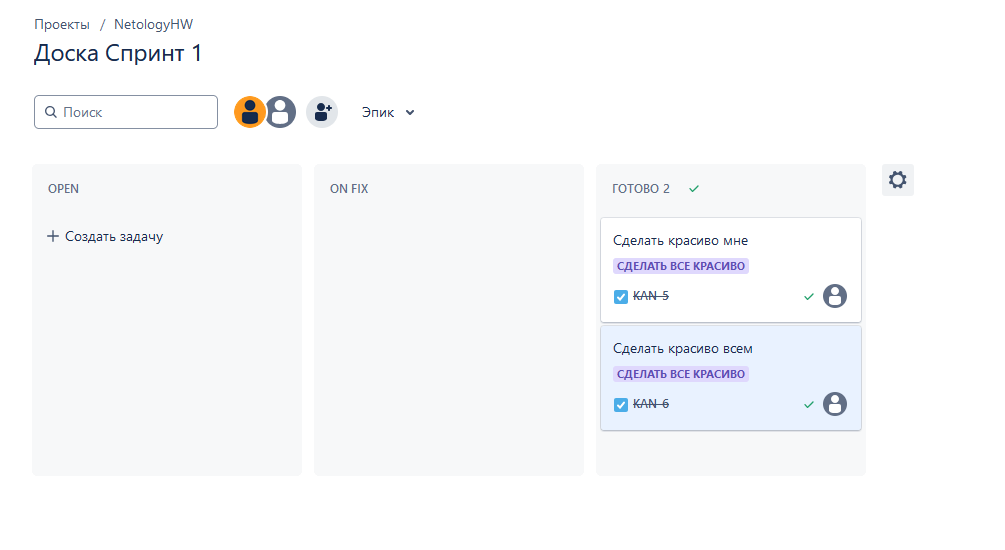 Проекты / NetologyHW
Доска Спринт 1
Поиск
Эпик
OPEN
Создать задачу
ON FIX
ГОТОВО 2
Сделать красиво мне
СДЕЛАТЬ ВСЕ КРАСИВО
KAN-5
Сделать красиво всем
СДЕЛАТЬ ВСЕ КРАСИВО
KAN-6